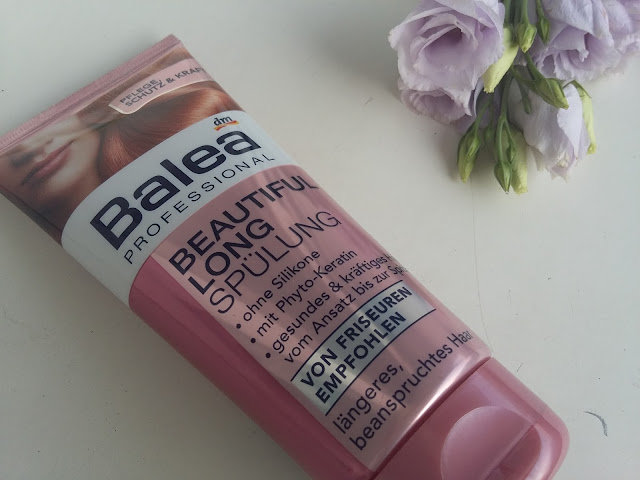 PFLEGE,
SCHUTZ & KRAFT
dm
Balea
PROFESSIONAL
BEAUTIFUL
LONG
SPÜLUNG
• ohne Silikone
• mit Phyto-Keratin
• gesundes & kräftiges
vom Ansatz bis zur
VON FRISEUREN
EMPFOHLEN
längeres,
beanspruchtes Haar